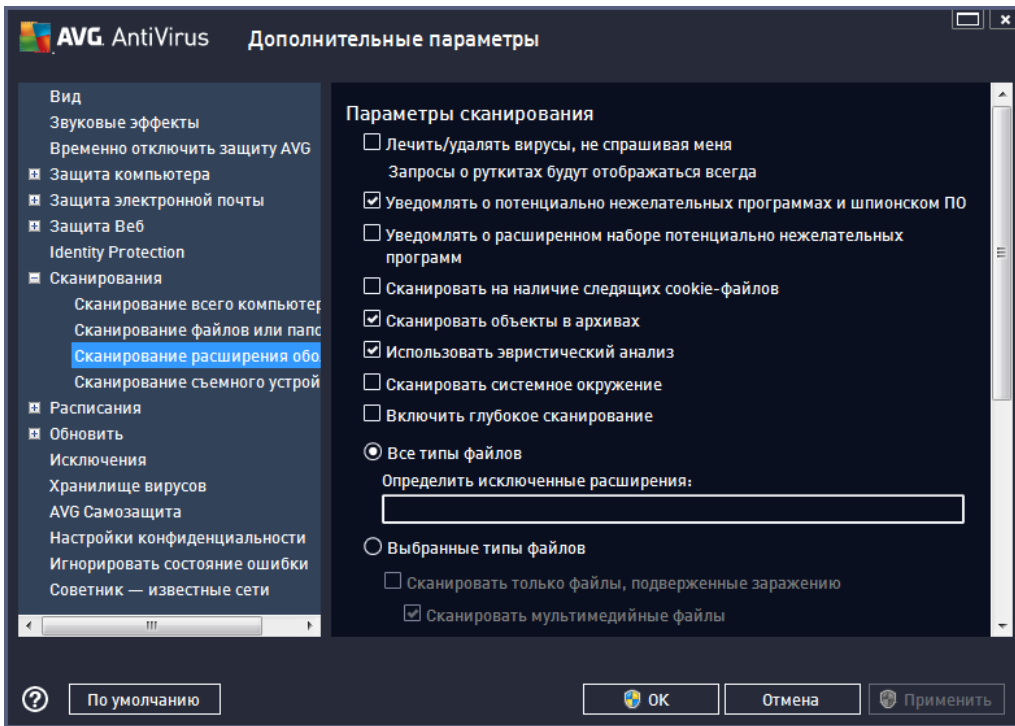 AVG AntiVirus
Дополнительные параметры
Вид
Звуковые эффекты
Временно отключить защиту AVG
Защита компьютера
Защита электронной почты
Защита Веб
Identity Protection
Сканирования
Сканирование всего компьютер
Сканирование файлов или папо
Сканирование расширения обо
Сканирование съемного устрой
Расписания
Обновить
Исключения
Хранилище вирусов
AVG Самозащита
Настройки конфиденциальности
Игнорировать состояние ошибки
Советник — известные сети
Параметры сканирования
Лечить/удалять вирусы, не спрашивая меня
Запросы о руткитах будут отображаться всегда
Уведомлять о потенциально нежелательных программах и шпионском ПО
Уведомлять о расширенном наборе потенциально нежелательных
программ
Сканировать на наличие следящих cookie-файлов
Сканировать объекты в архивах
Использовать эвристический анализ
Сканировать системное окружение
Включить глубокое сканирование
Все типы файлов
Определить исключенные расширения:
Выбранные типы файлов
Сканировать только файлы, подверженные заражению
Сканировать мультимедийные файлы
По умолчанию
OK
Отмена
Применить